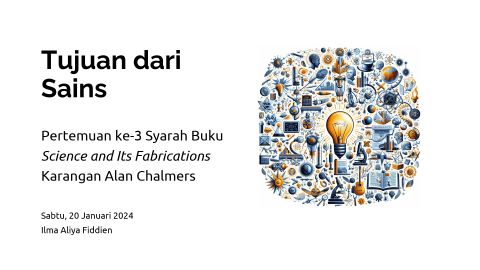 Tujuan dari
Sains
Pertemuan ke-3 Syarah Buku
Science and Its Fabrications
Karangan Alan Chalmers
Sabtu, 20 Januari 2024
Ilma Aliya Fiddien